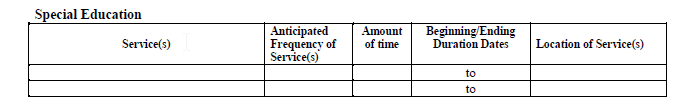 Special Education
Service(s)
Anticipated
Frequency of
Service(s)
Amount
of time
Beginning/Ending
Duration Dates
Location of Service(s)
to
to